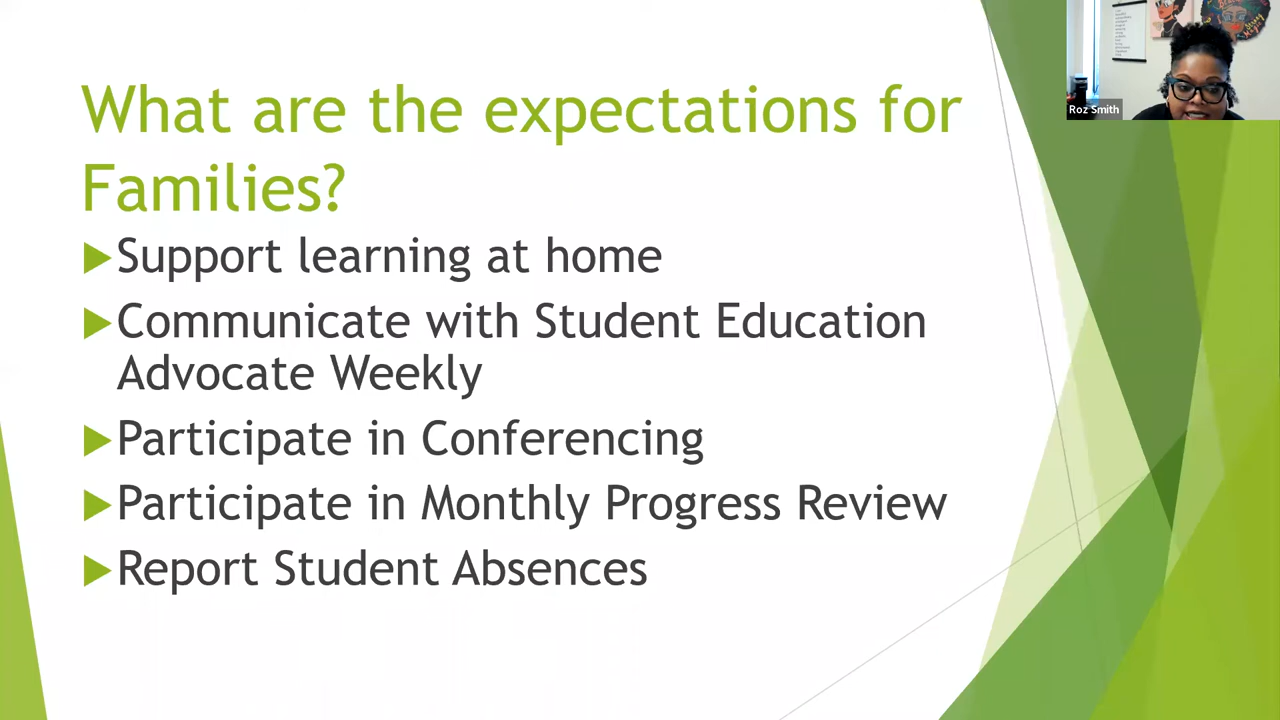 What are the expectations for
Families?
Support learning at home
Communicate with Student Education
Advocate Weekly
Participate in Conferencing
Participate in Monthly Progress Review
Report Student Absences
Roz Smith